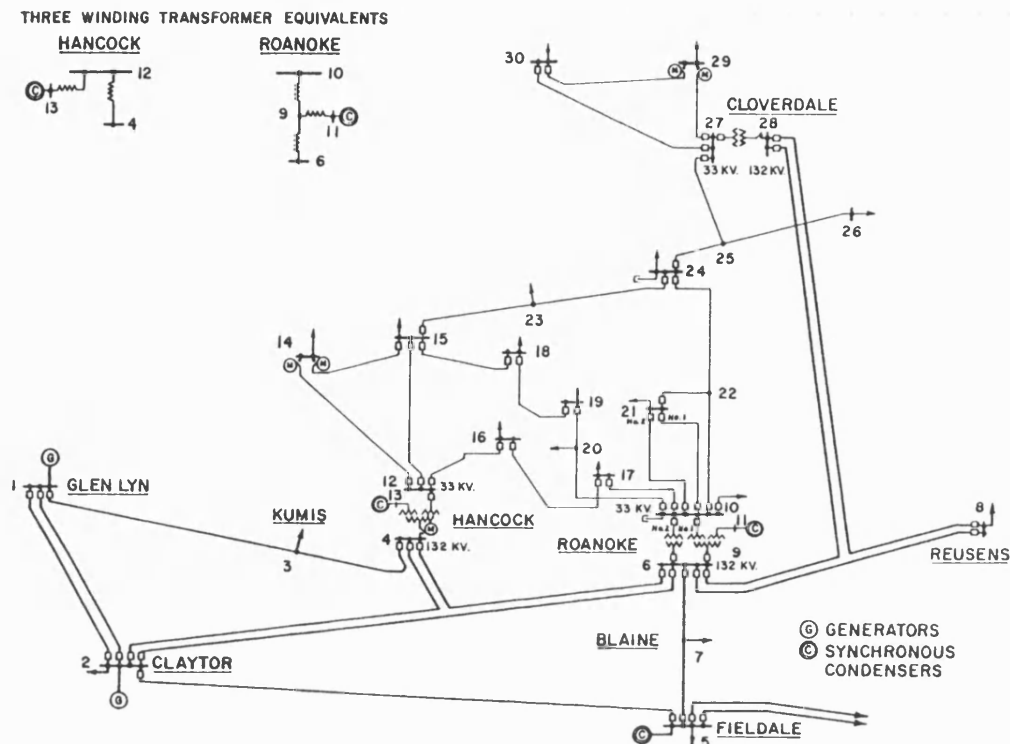 THREE WINDING TRANSFORMER EQUIVALENTS
HANCOCK
ROANOKE
12
C
13
4
10
9
C
11
6
30
29
M
M
CLOVERDALE
27
28
33 KV.
132 KV.
26
25
24
23
15
14
M
M
18
22
19
21
No. 2
No. 1
16
20
17
G
1
GLEN LYN
12
33 KV.
13
C
HANCOCK
M
4
132 KV.
KUMIS
3
33 KV.
10
No. 2
No. 1
11
C
ROANOKE
9
6
132 KV.
8
REUSENS
BLAINE
7
G GENERATORS
C SYNCHRONOUS
CONDENSERS
2
CLAYTOR
G
C
FIELDALE
5